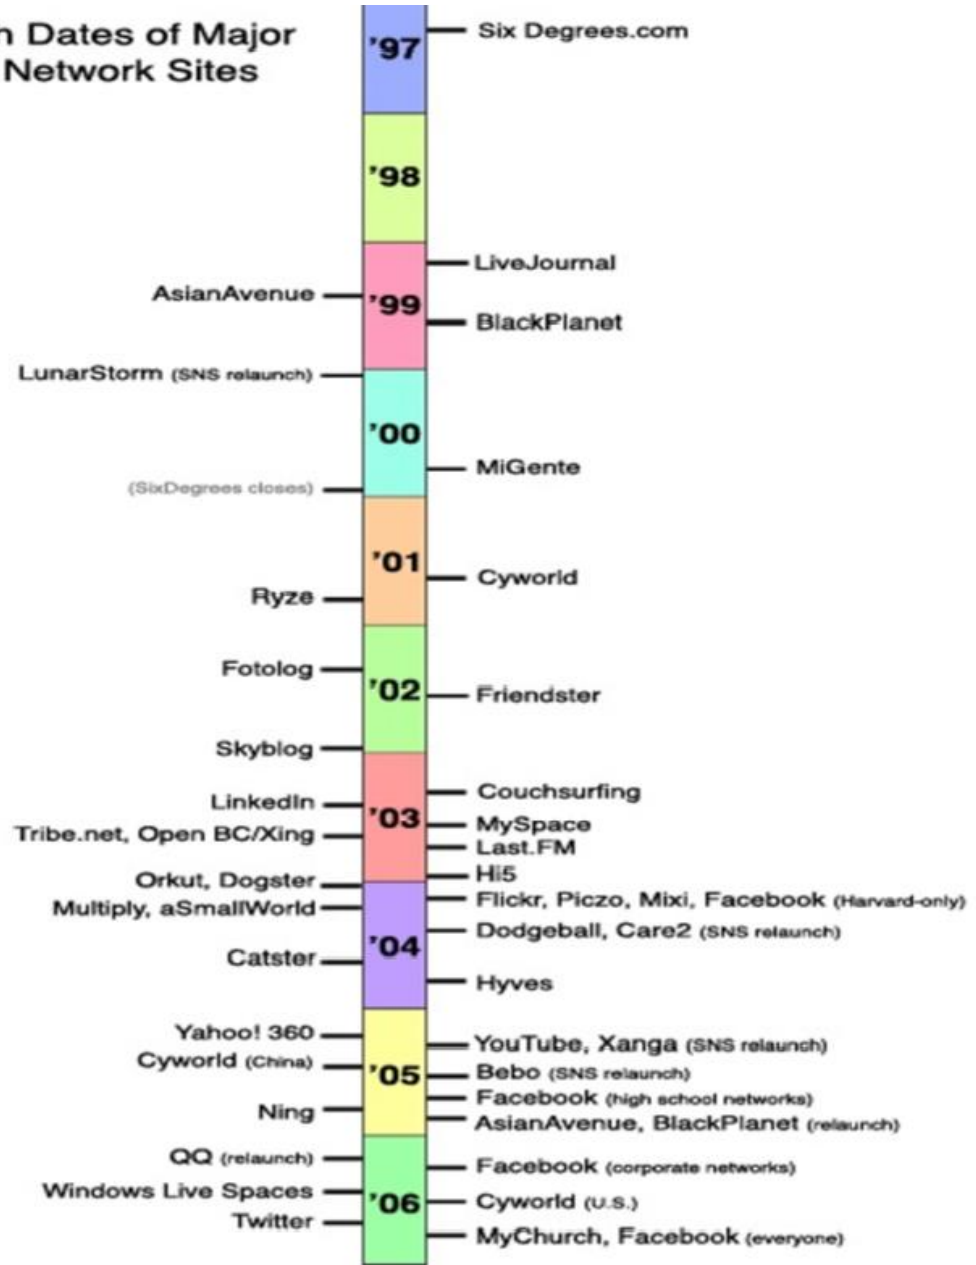 n Dates of Major
Network Sites
'97
Six Degrees.com
'98
LiveJournal
AsianAvenue
'99
BlackPlanet
LunarStorm (SNS relaunch)
'00
MiGente
(SixDegrees closes)
'01
Cyworld
Ryze
Fotolog
'02
Friendster
Skyblog
Couchsurfing
LinkedIn
'03
MySpace
Tribe.net, Open BC/Xing
Last.FM
Hi5
Orkut, Dogster
Flickr, Piczo, Mixi, Facebook (Harvard-only)
Multiply, aSmallWorld
Dodgeball, Care2 (SNS relaunch)
'04
Catster
Hyves
Yahoo! 360
YouTube, Xanga (SNS relaunch)
Cyworld (China)
Bebo (SNS relaunch)
'05
Facebook (high school networks)
Ning
AsianAvenue, BlackPlanet (relaunch)
QQ (relaunch)
Facebook (corporate networks)
Windows Live Spaces
'06
Cyworld (U.S.)
Twitter
MyChurch, Facebook (everyone)